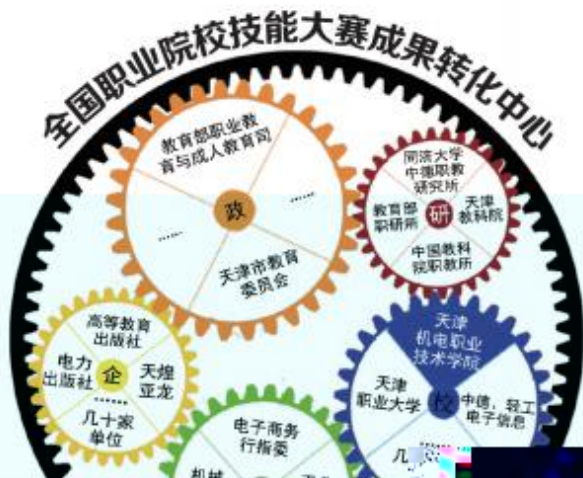 全国职业院校技能大赛成果转化中心
教育部职业教
育与成人教育司
......
政
......
天津市教育
委员会
同济大学
中德职教
研究所
教育部
职研所
研
天津
教科院
中国教科
院职教所
高等教育
出版社
电力
出版社
企
天煌
亚龙
......
几十家
单位
天津
机电职业
技术学院
天津
职业大学
校
中德，轻工
电子信息
......
几
电子商务
行指委
机械